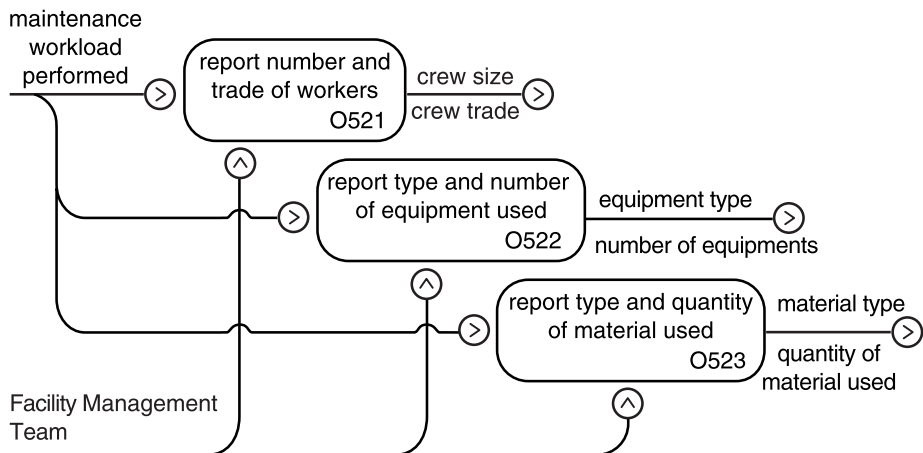 maintenance
workload
performed
report number and
trade of workers
O521
crew size
crew trade
report type and number
of equipment used
O522
equipment type
number of equipments
report type and quantity
of material used
O523
material type
quantity of
material used
Facility Management
Team